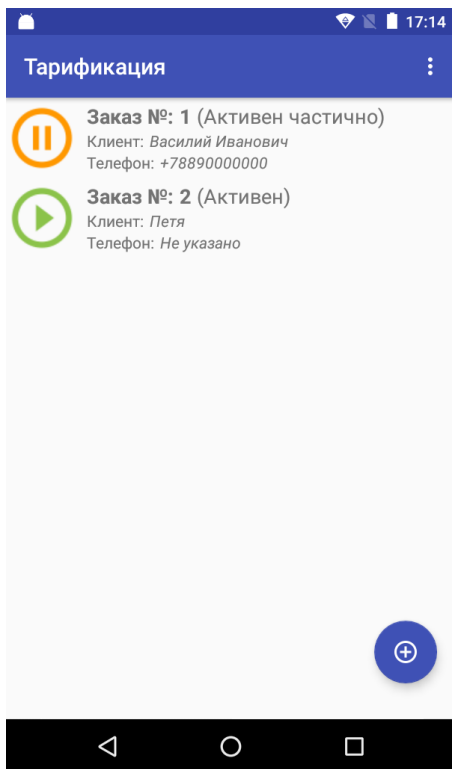 17:14
Тарификация
Заказ №: 1 (Активен частично)
Клиент: Василий Иванович
Телефон: +78890000000
Заказ №: 2 (Активен)
Клиент: Петя
Телефон: Не указано